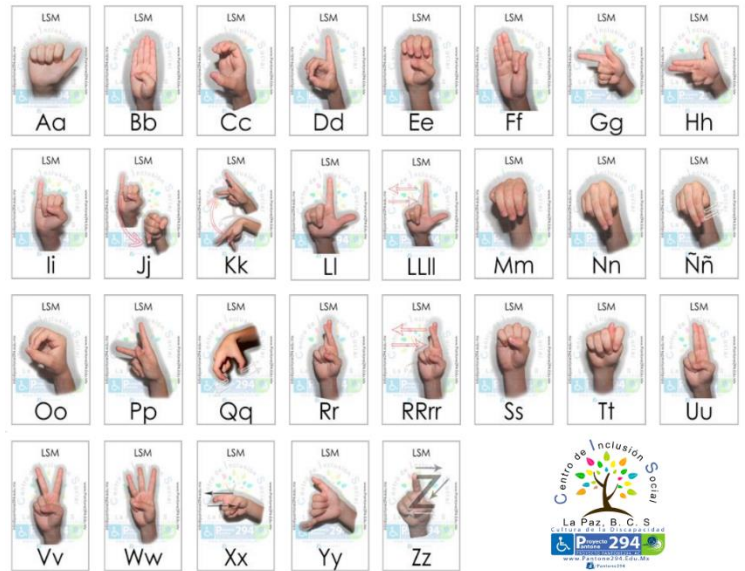 LSM LSM LSM LSM LSM LSM LSM LSM
Aa Bb Cc Dd Ee Ff Gg Hh
LSM LSM LSM LSM LSM LSM LSM LSM
Ii Jj Kk Ll LLll Mm Nn Ññ
LSM LSM LSM LSM LSM LSM LSM LSM
Oo Pp Qq Rr RRrr Ss Tt Uu
LSM LSM LSM LSM LSM
Vv Ww Xx Yy Zz
Centro de Inclusión Social
La Paz, B. C. S
Cultura de la Discapacidad
Proyecto Pantone 294
www.Pantone294.Edu.Mx
/Pantone294